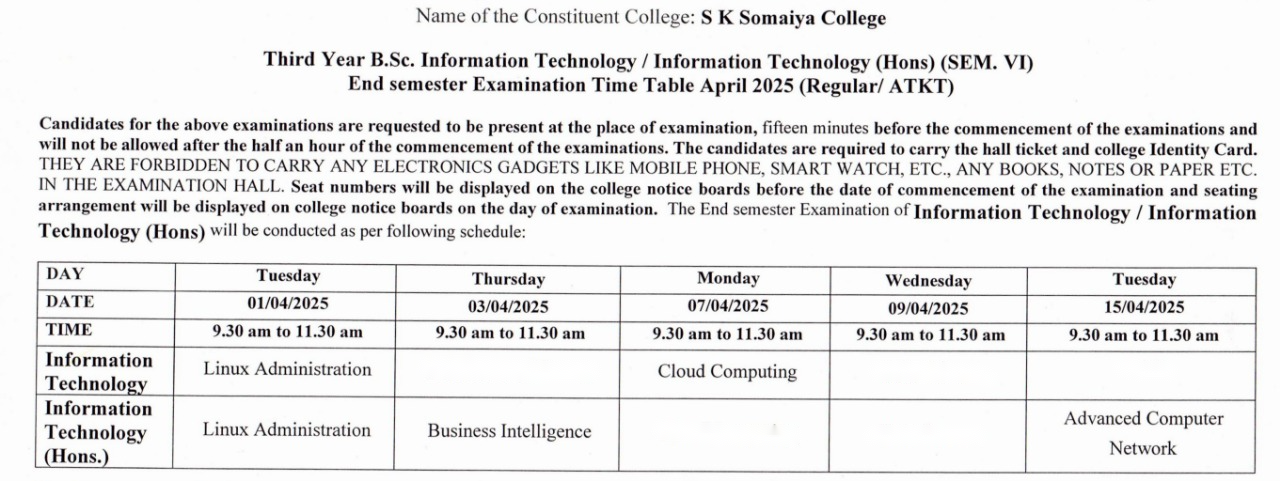 Name of the Constituent College: S K Somaiya College
Third Year B.Sc. Information Technology / Information Technology (Hons) (SEM. VI)
End semester Examination Time Table April 2025 (Regular/ ATKT)
Candidates for the above examinations are requested to be present at the place of examination, fifteen minutes before the commencement of the examinations and
will not be allowed after the half an hour of the commencement of the examinations. The candidates are required to carry the hall ticket and college Identity Card.
THEY ARE FORBIDDEN TO CARRY ANY ELECTRONICS GADGETS LIKE MOBILE PHONE, SMART WATCH, ETC., ANY BOOKS, NOTES OR PAPER ETC.
IN THE EXAMINATION HALL. Seat numbers will be displayed on the college notice boards before the date of commencement of the examination and seating
arrangement will be displayed on college notice boards on the day of examination. The End semester Examination of Information Technology / Information
Technology (Hons) will be conducted as per following schedule:
DAY Tuesday Thursday Monday Wednesday Tuesday
DATE 01/04/2025 03/04/2025 07/04/2025 09/04/2025 15/04/2025
TIME 9.30 am to 11.30 am 9.30 am to 11.30 am 9.30 am to 11.30 am 9.30 am to 11.30 am 9.30 am to 11.30 am
Information
Technology
Linux Administration Cloud Computing
Information
Technology
(Hons.)
Linux Administration Business Intelligence
Advanced Computer
Network